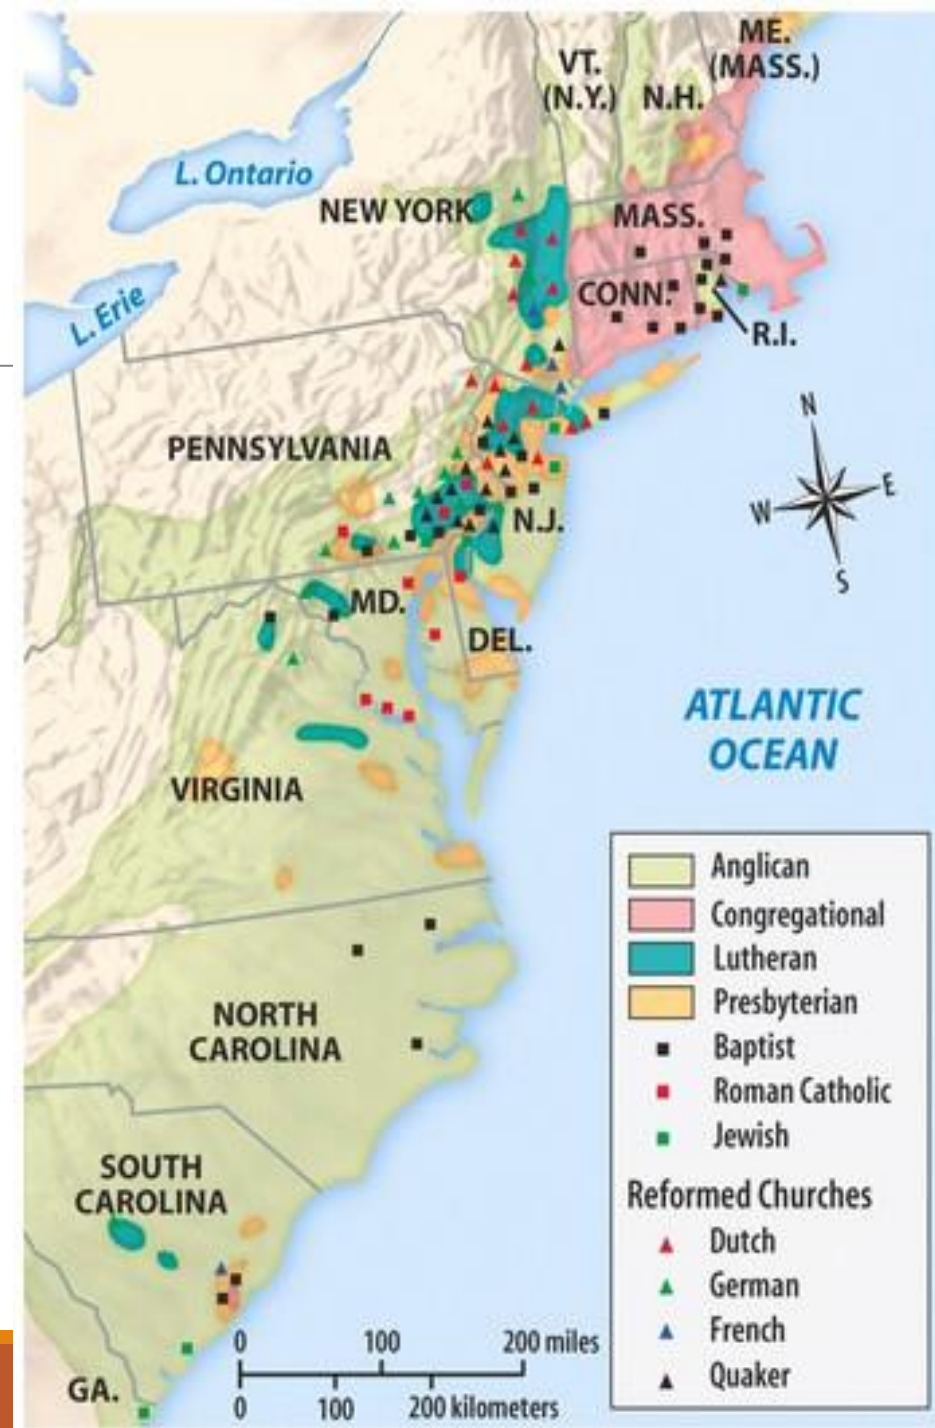 ME.
(MASS.)
VT.
(N.Y.)
N.H.
L. Ontario
NEW YORK
MASS.
L. Erie
CONN.
R.I.
N
W
E
S
PENNSYLVANIA
N.J.
MD.
DEL.
ATLANTIC
OCEAN
VIRGINIA
NORTH
CAROLINA
SOUTH
CAROLINA
GA.
Anglican
Congregational
Lutheran
Presbyterian
Baptist
Roman Catholic
Jewish
Reformed Churches
Dutch
German
French
Quaker
0 100 200 miles
0 100 200 kilometers